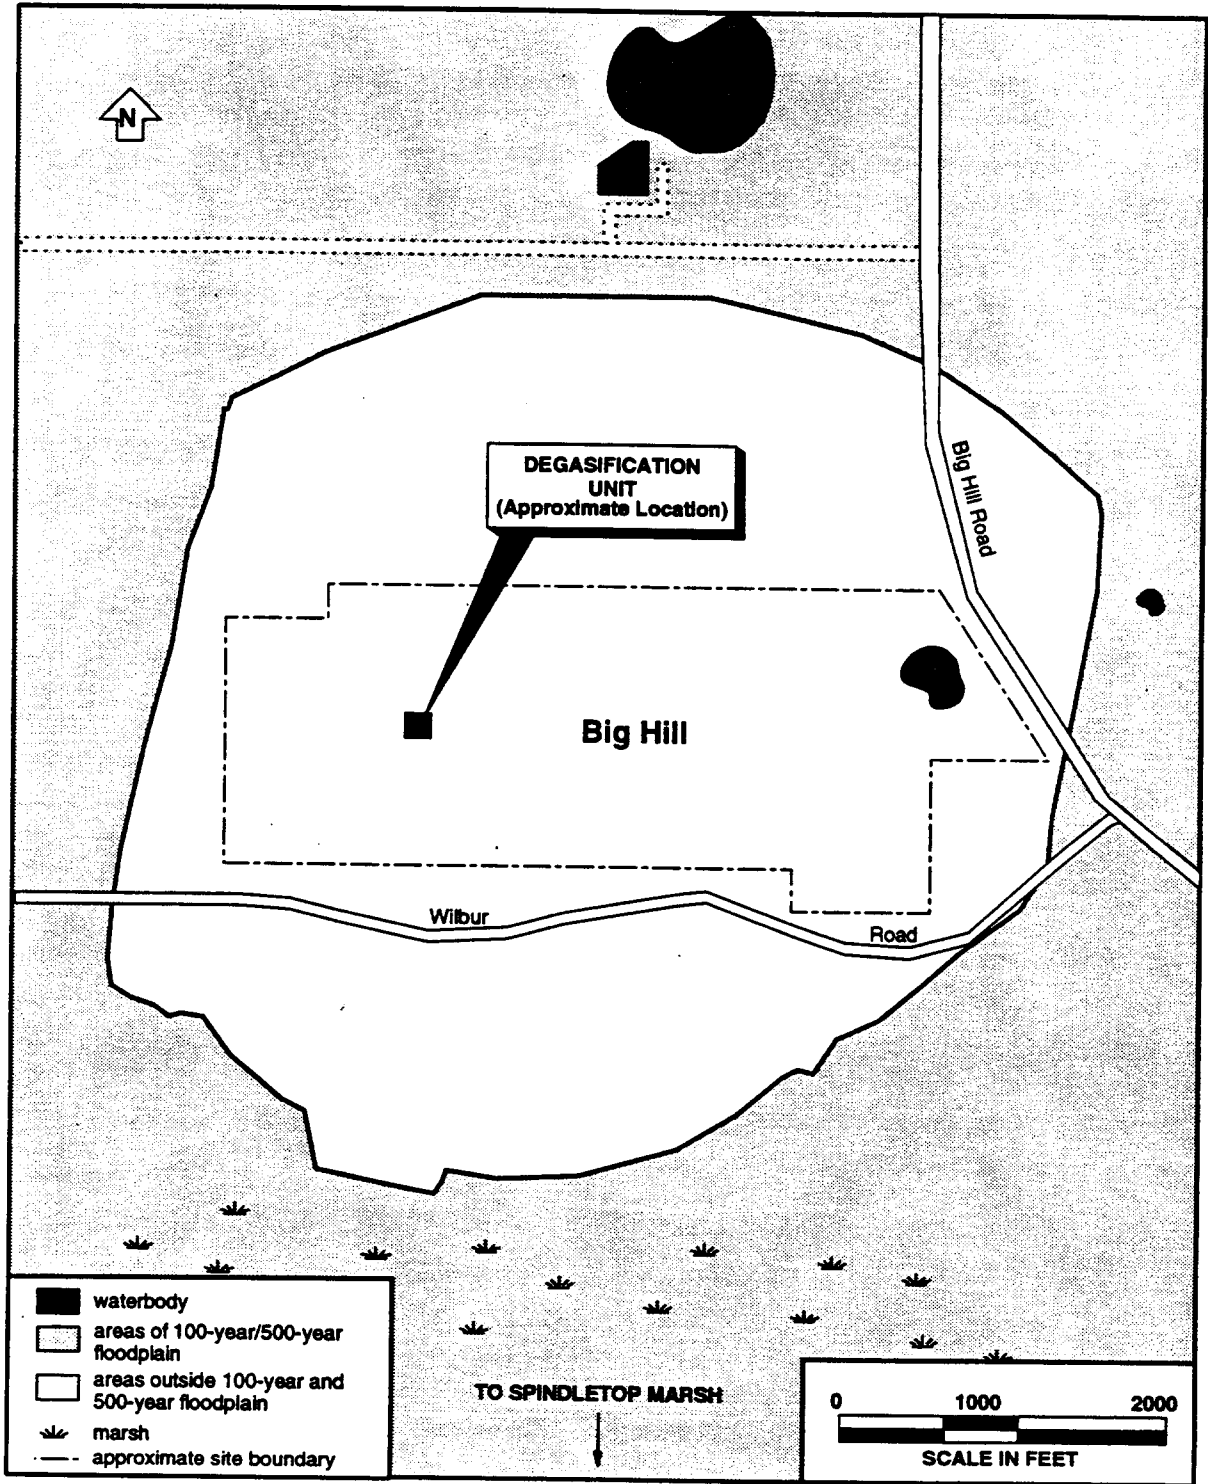 N
Big Hill Road
DEGASIFICATION
UNIT
(Approximate Location)
Big Hill
Wilbur
Road
waterbody
areas of 100-year/500-year
floodplain
areas outside 100-year and
500-year floodplain
marsh
approximate site boundary
TO SPINDLETOP MARSH
0 1000 2000
SCALE IN FEET